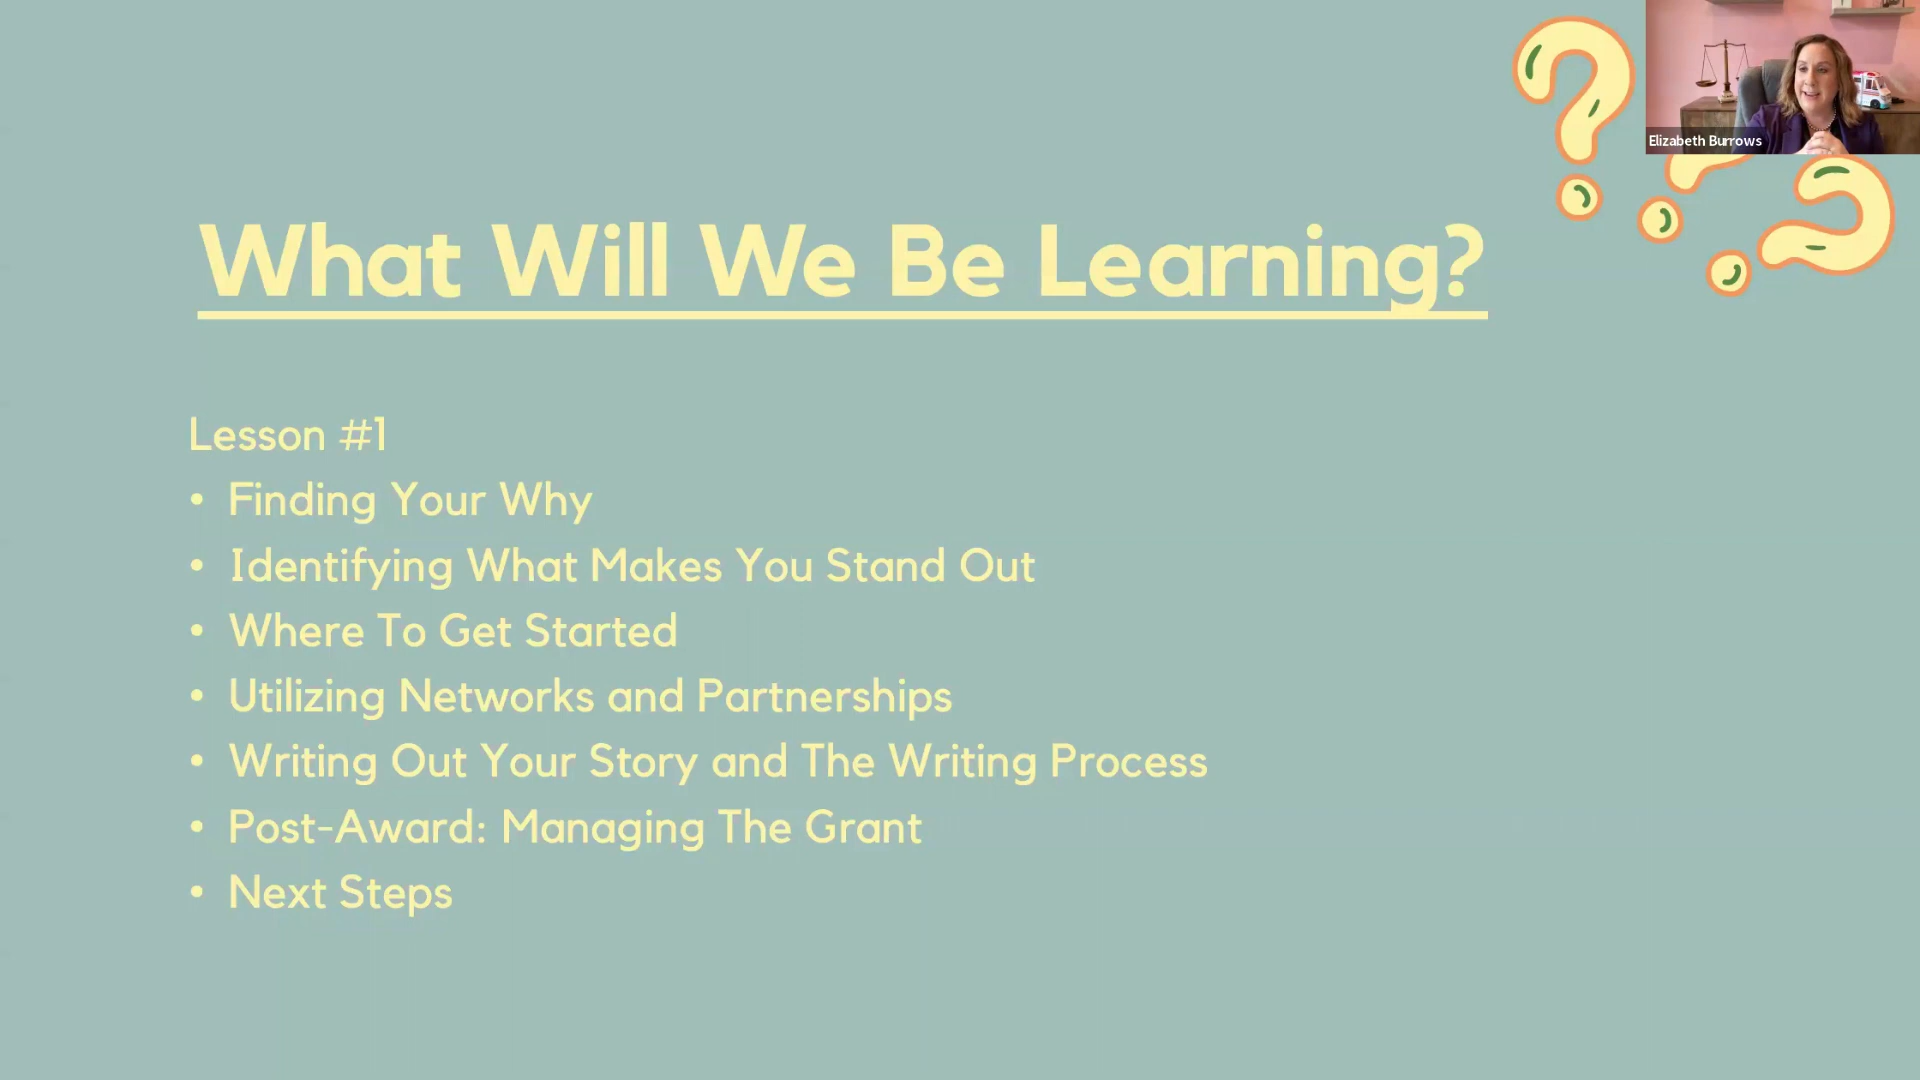 Elizabeth Burrows
What Will We Be Learning?
Lesson #1
• Finding Your Why
• Identifying What Makes You Stand Out
• Where To Get Started
• Utilizing Networks and Partnerships
• Writing Out Your Story and The Writing Process
• Post-Award: Managing The Grant
• Next Steps